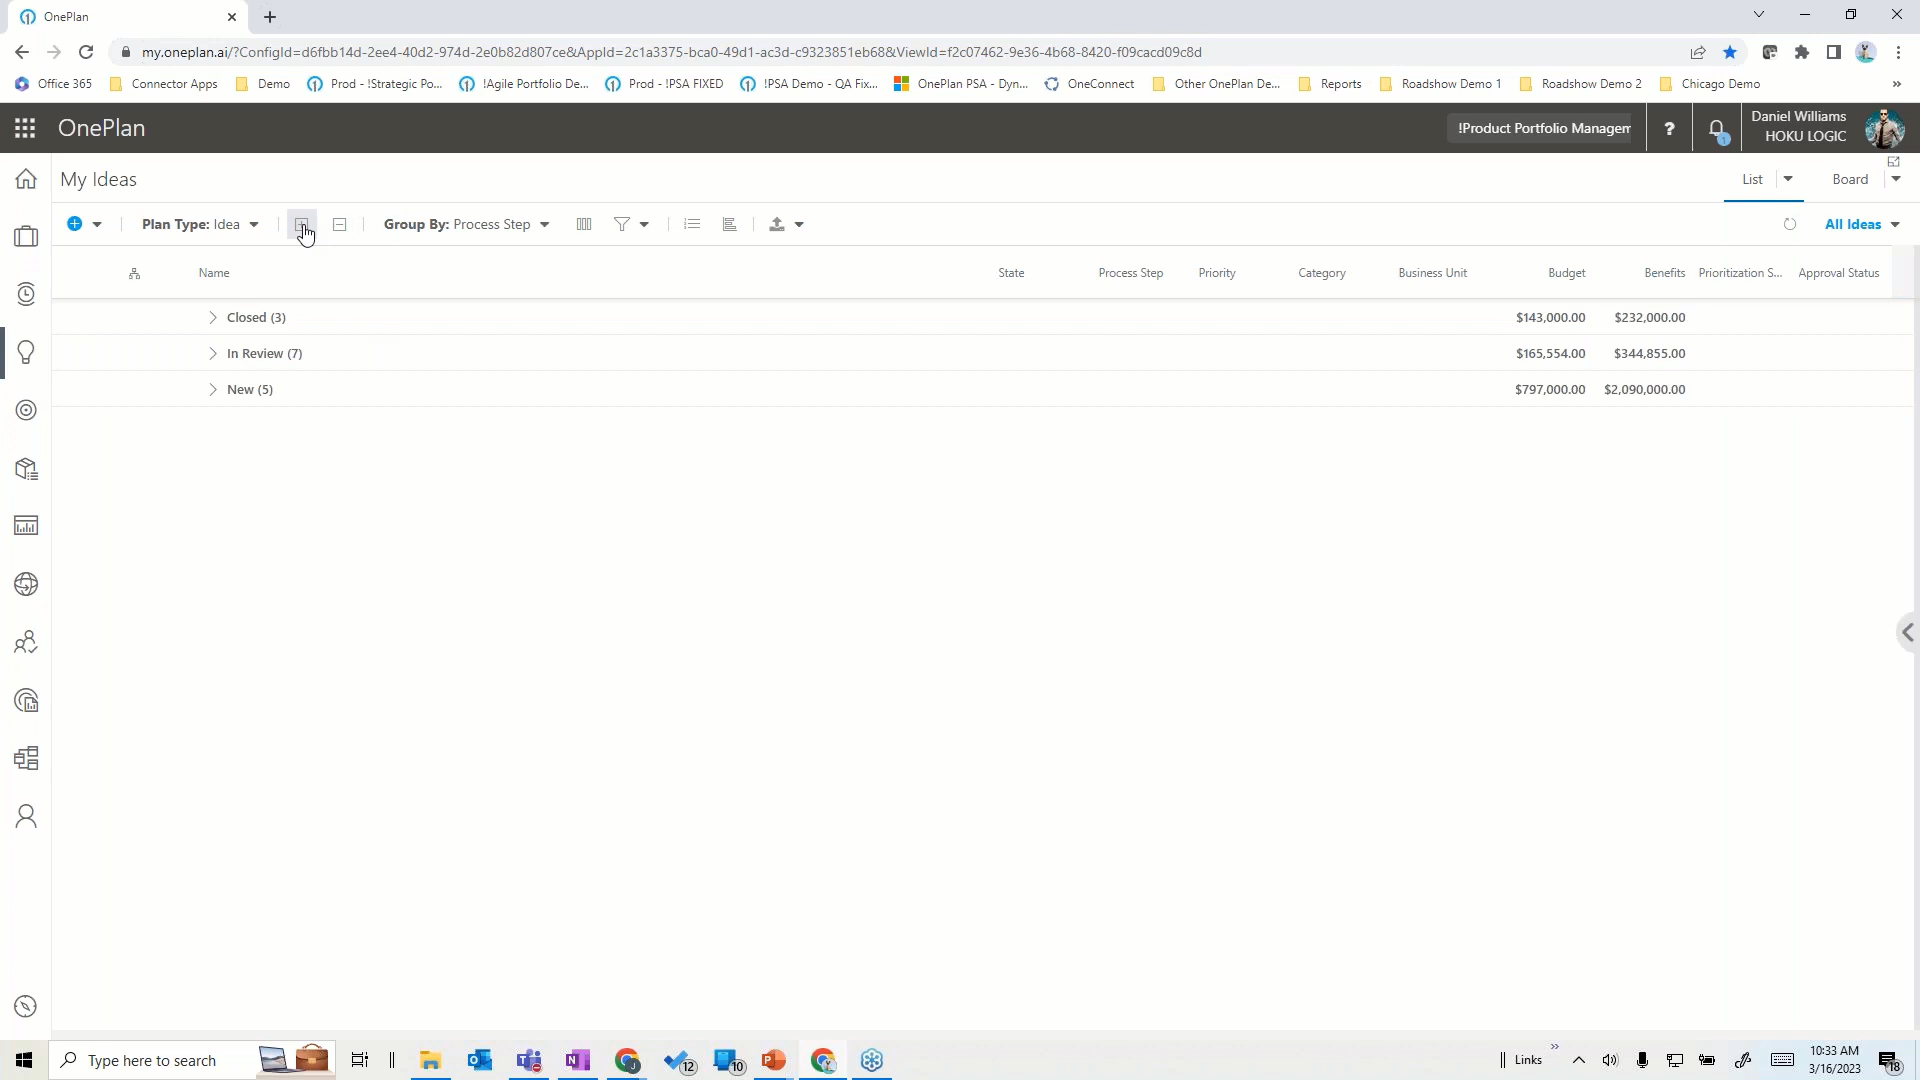 OnePlan
my.oneplan.ai/?ConfigId=d6fbb14d-2ee4-40d2-974d-2e0b82d807ce&AppId=2c1a3375-bca0-49d1-ac3d-c9323851eb68&ViewId=f2c07462-9e36-4b68-8420-f09cacd09c8d
Office 365 Connector Apps Demo Prod - !Strategic Po... !Agile Portfolio De... Prod - !PSA FIXED !PSA Demo - QA Fix... OnePlan PSA - Dyn... OneConnect Other OnePlan De... Reports Roadshow Demo 1 Roadshow Demo 2 Chicago Demo »
OnePlan !Product Portfolio Managem ? 1 Daniel Williams
HOKU LOGIC
My Ideas List Board
Plan Type: Idea Group By: Process Step All Ideas
Name State Process Step Priority Category Business Unit Budget Benefits Prioritization S... Approval Status
Closed (3) $143,000.00 $232,000.00
In Review (7) $165,554.00 $344,855.00
New (5) $797,000.00 $2,090,000.00
Type here to search 12 10 Links » 10:33 AM
3/16/2023 18